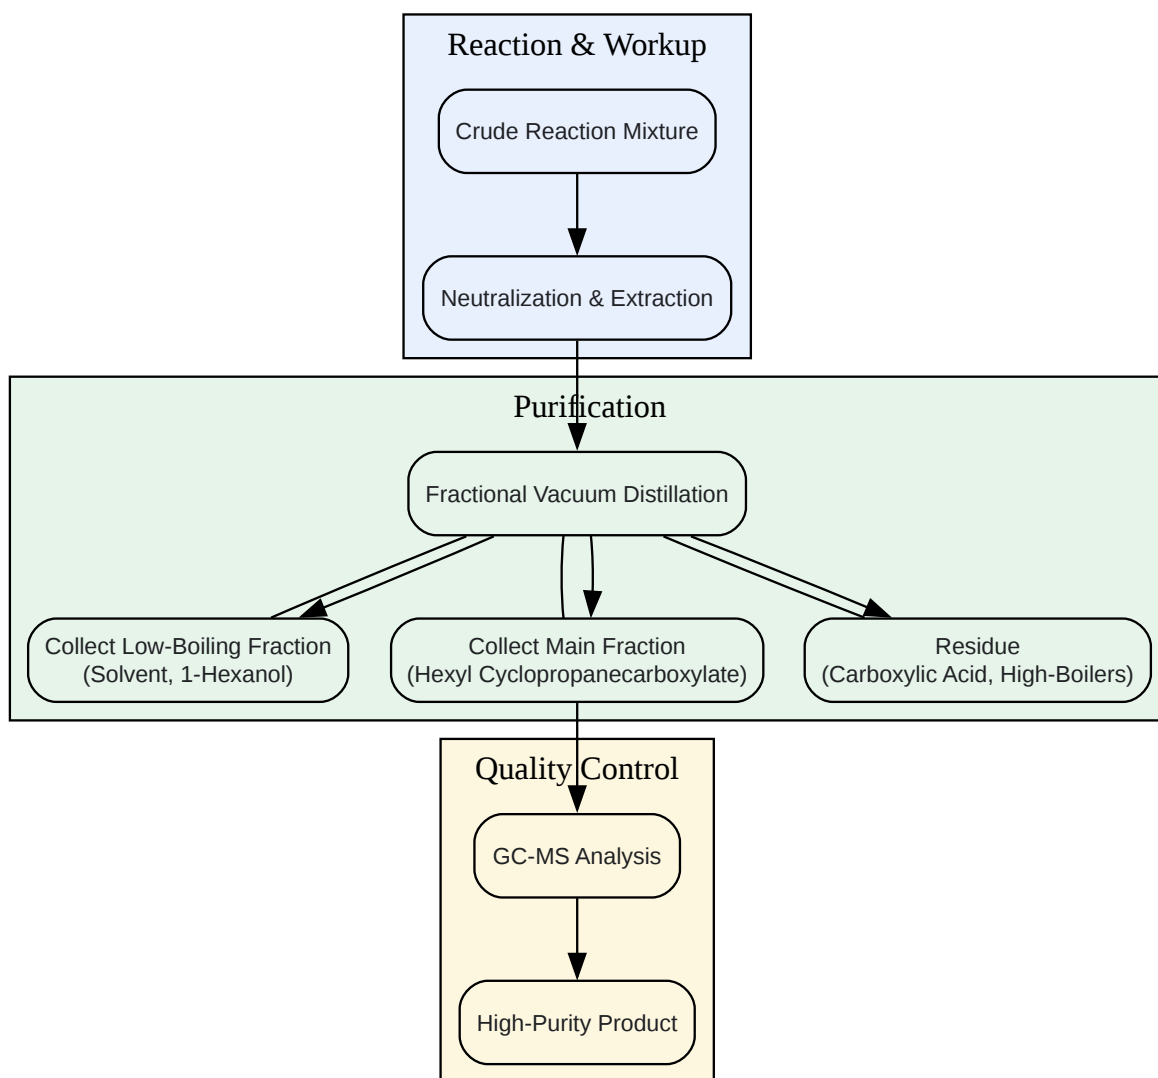 Reaction & Workup
Crude Reaction Mixture
Neutralization & Extraction
Purification
Fractional Vacuum Distillation
Collect Low-Boiling Fraction
(Solvent, 1-Hexanol)
Collect Main Fraction
(Hexyl Cyclopropanecarboxylate)
Residue
(Carboxylic Acid, High-Boilers)
Quality Control
GC-MS Analysis
High-Purity Product